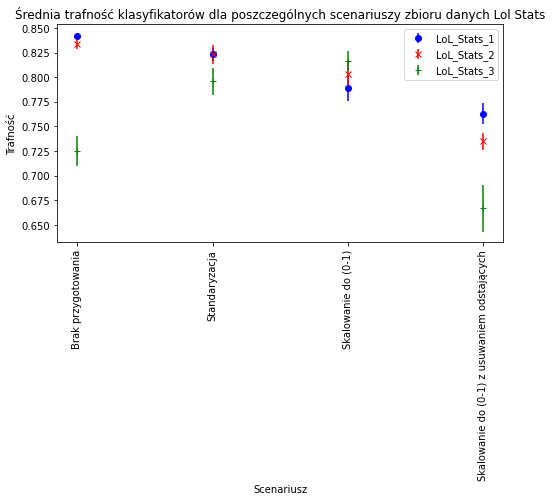 Średnia trafność klasyfikatorów dla poszczególnych scenariuszy zbioru danych Lol Stats
LoL_Stats_1
LoL_Stats_2
LoL_Stats_3
Trafność
0.850
0.825
0.800
0.775
0.750
0.725
0.700
0.675
0.650
Brak przygotowania
Standaryzacja
Skalowanie do (0-1)
Skalowanie do (0-1) z usuwaniem odstających
Scenariusz